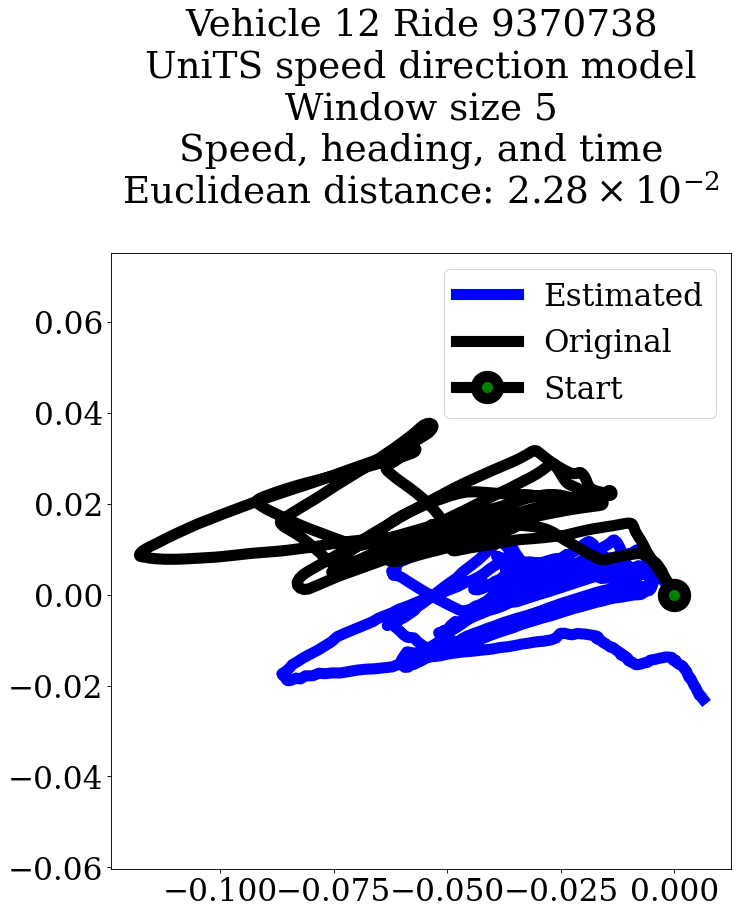 Vehicle 12 Ride 9370738
UniTS speed direction model
Window size 5
Speed, heading, and time
Euclidean distance: 2.28 × 10⁻²
Estimated
Original
Start
0.06
0.04
0.02
0.00
−0.02
−0.04
−0.06
−0.100 −0.075 −0.050 −0.025 0.000